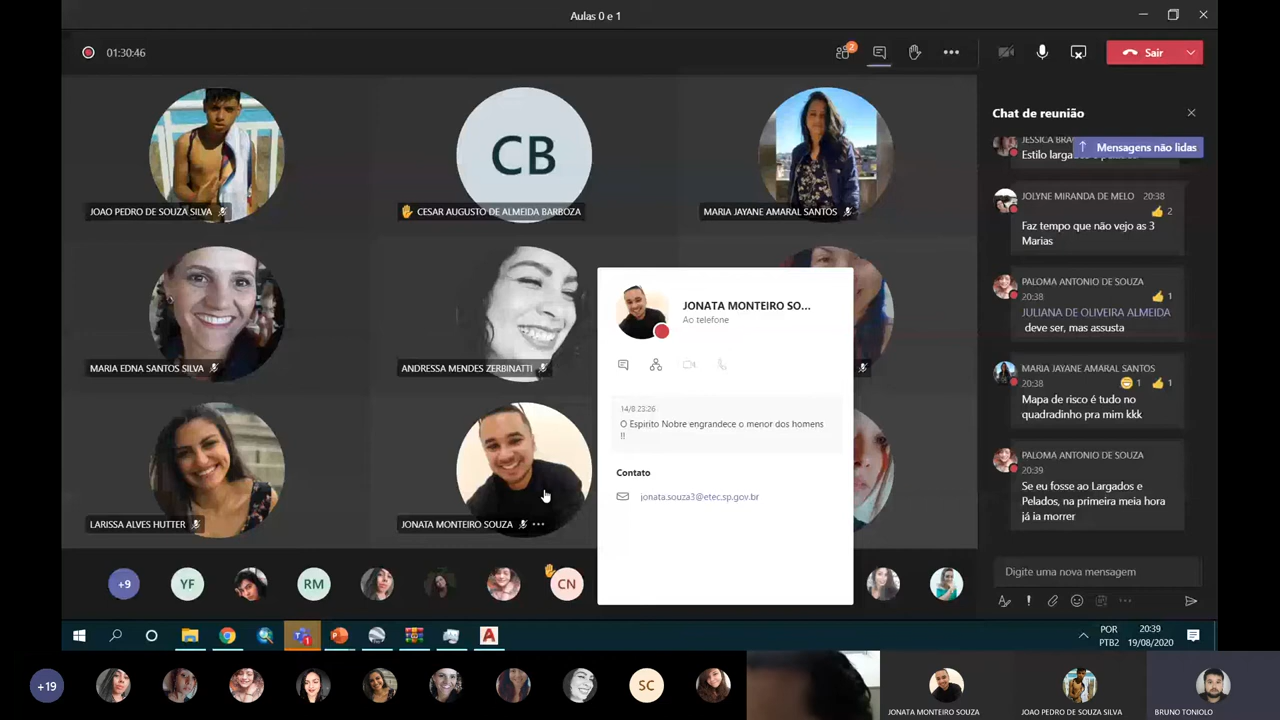 Aulas 0 e 1
01:30:46
2
Sair
JOAO PEDRO DE SOUZA SILVA
CB
CESAR AUGUSTO DE ALMEIDA BARBOZA
MARIA JAYANE AMARAL SANTOS
MARIA EDNA SANTOS SILVA
ANDRESSA MENDES ZERBINATTI
LARISSA ALVES HUTTER
JONATA MONTEIRO SOUZA
JONATA MONTEIRO SO...
Ao telefone
14/8 23:26
O Espirito Nobre engrandece o menor dos homens
!!
Contato
jonata.souza3@etec.sp.gov.br
+9
YF
RM
CN
Chat de reunião
Mensagens não lidas
JESSICA
Estilo
JOLYNE MIRANDA DE MELO 20:38
2
Faz tempo que não vejo as 3
Marias
PALOMA ANTONIO DE SOUZA
20:38 1
JULIANA DE OLIVEIRA ALMEIDA
deve ser, mas assusta
MARIA JAYANE AMARAL SANTOS
20:38 1 1
Mapa de risco é tudo no
quadradinho pra mim kkk
PALOMA ANTONIO DE SOUZA
20:39
Se eu fosse ao Largados e
Pelados, na primeira meia hora
já ia morrer
Digite uma nova mensagem
1
POR
PTB2
20:39
19/08/2020
+19
SC
JONATA MONTEIRO SOUZA
JOAO PEDRO DE SOUZA SILVA
BRUNO TONIOLO